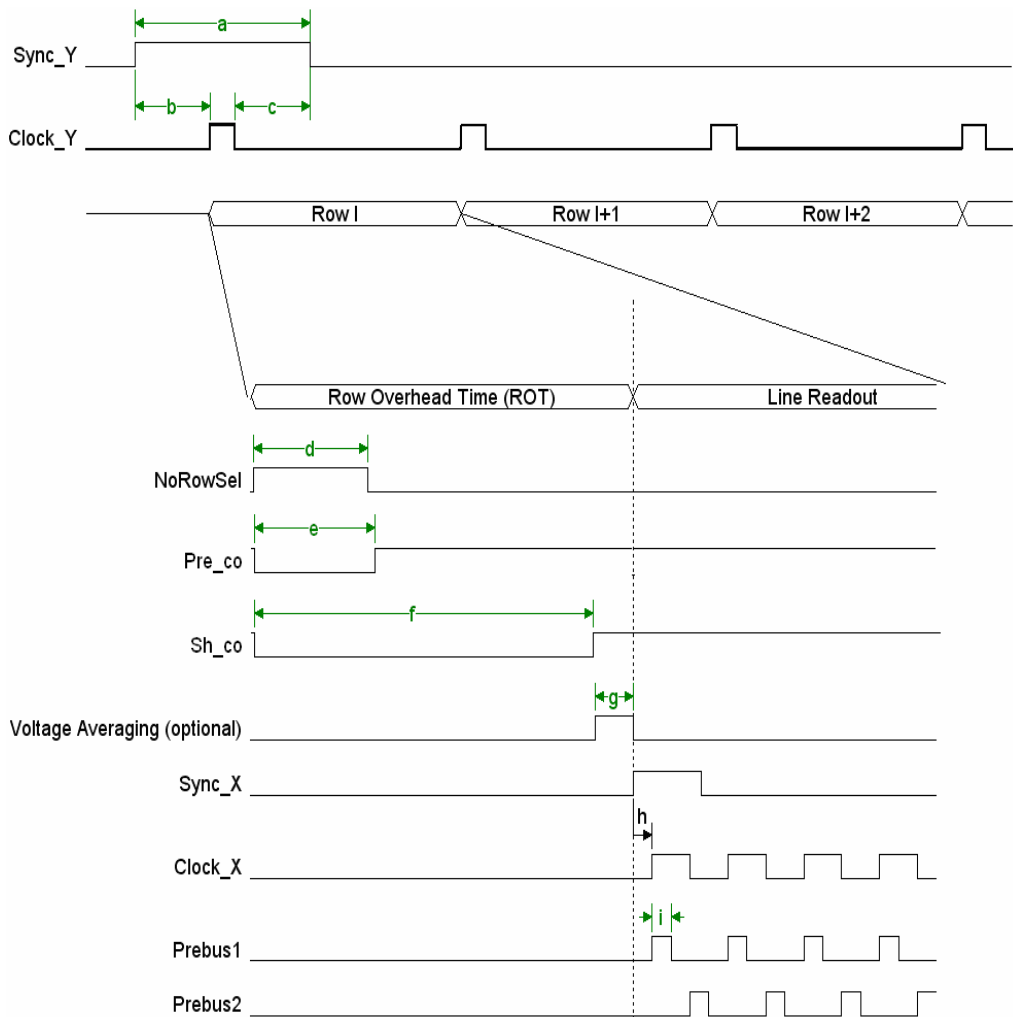 a
Sync_Y
b c
Clock_Y
Row I Row I+1 Row I+2
Row Overhead Time (ROT) Line Readout
d
NoRowSel
e
Pre_co
f
Sh_co
g
Voltage Averaging (optional)
Sync_X
h
Clock_X
i
Prebus1
Prebus2